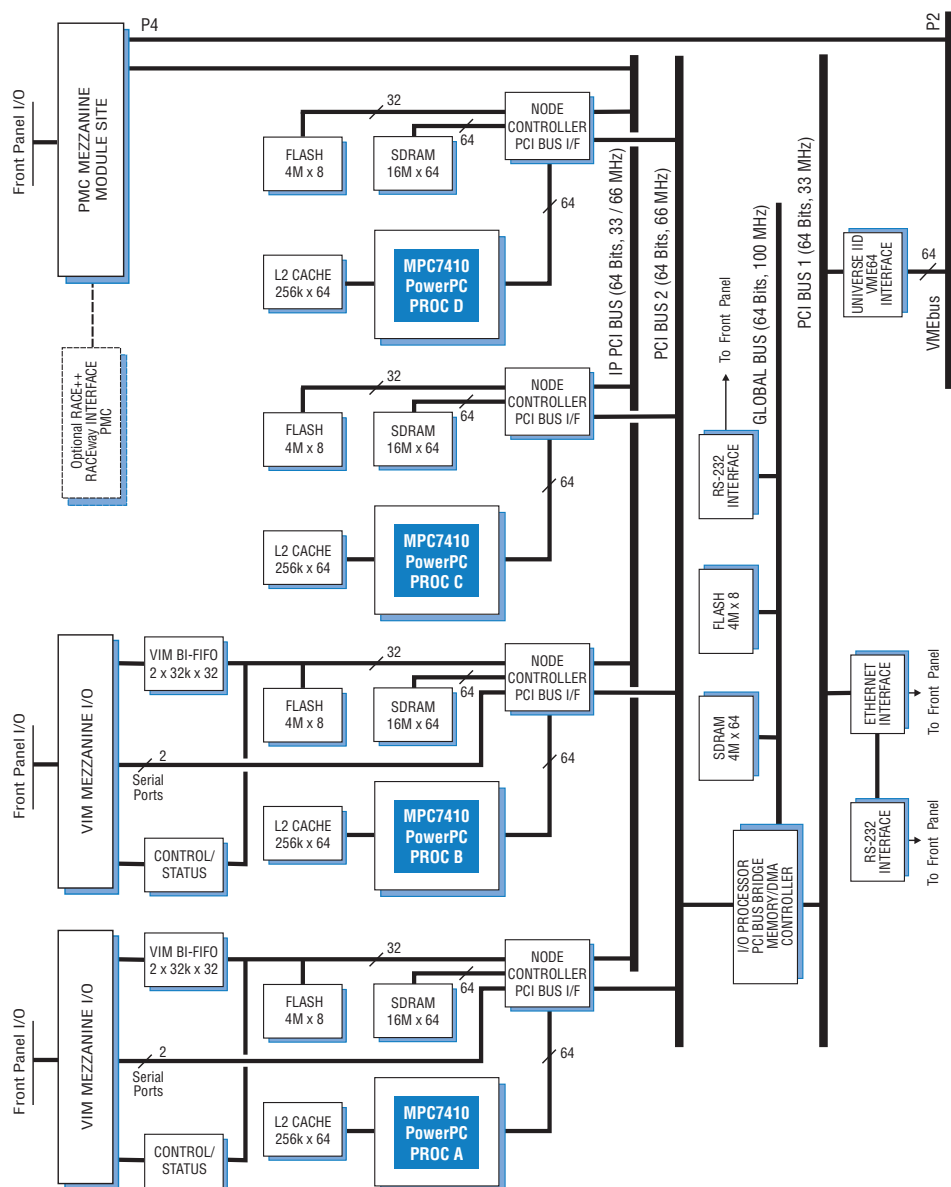 Front Panel I/O
PMC MEZZANINE
MODULE SITE
P4
P2
Optional RACE++
RACEway INTERFACE
PMC
32
FLASH
4M x 8
SDRAM
16M x 64
64
NODE
CONTROLLER
PCI BUS I/F
64
L2 CACHE
256k x 64
MPC7410
PowerPC
PROC D
32
FLASH
4M x 8
SDRAM
16M x 64
64
NODE
CONTROLLER
PCI BUS I/F
64
L2 CACHE
256k x 64
MPC7410
PowerPC
PROC C
Front Panel I/O
VIM MEZZANINE I/O
VIM BI-FIFO
2 x 32k x 32
32
FLASH
4M x 8
SDRAM
16M x 64
64
NODE
CONTROLLER
PCI BUS I/F
2
Serial
Ports
64
CONTROL/
STATUS
L2 CACHE
256k x 64
MPC7410
PowerPC
PROC B
Front Panel I/O
VIM MEZZANINE I/O
VIM BI-FIFO
2 x 32k x 32
32
FLASH
4M x 8
SDRAM
16M x 64
64
NODE
CONTROLLER
PCI BUS I/F
2
Serial
Ports
64
CONTROL/
STATUS
L2 CACHE
256k x 64
MPC7410
PowerPC
PROC A
IP PCI BUS (64 Bits, 33 / 66 MHz)
PCI BUS 2 (64 Bits, 66 MHz)
GLOBAL BUS (64 Bits, 100 MHz)
PCI BUS 1 (64 Bits, 33 MHz)
To Front Panel
RS-232
INTERFACE
FLASH
4M x 8
SDRAM
4M x 64
I/O PROCESSOR
PCI BUS BRIDGE
MEMORY/DMA
CONTROLLER
UNIVERSE IID
VME64
INTERFACE
64
VMEbus
ETHERNET
INTERFACE
To Front Panel
RS-232
INTERFACE
To Front Panel